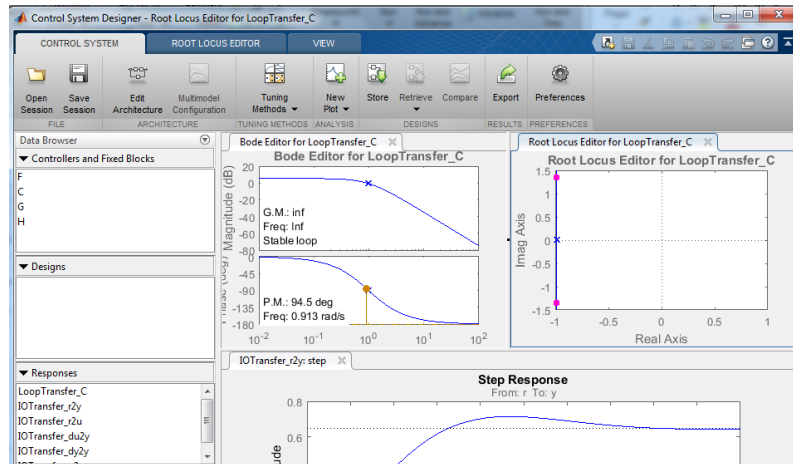 Control System Designer - Root Locus Editor for LoopTransfer_C
CONTROL SYSTEM ROOT LOCUS EDITOR VIEW
Open Session
Save Session
Edit Architecture
Multimodel Configuration
Tuning Methods
New Plot
Store
Retrieve
Compare
Export
Preferences
FILE ARCHITECTURE TUNING METHODS ANALYSIS DESIGNS RESULTS PREFERENCES
Data Browser
Controllers and Fixed Blocks
F
C
G
H
Designs
Responses
LoopTransfer_C
IOTransfer_r2y
IOTransfer_r2u
IOTransfer_du2y
IOTransfer_dy2y
Bode Editor for LoopTransfer_C
Bode Editor for LoopTransfer_C
Magnitude (dB)
20
0
-20
-40
-60
-80
G.M.: inf
Freq: Inf
Stable loop
0
-45
-90
-135
-180
P.M.: 94.5 deg
Freq: 0.913 rad/s
10-2 10-1 100 101 102
Root Locus Editor for LoopTransfer_C
Root Locus Editor for LoopTransfer_C
Imag Axis
1.5
1
0.5
0
-0.5
-1
-1.5
-1 -0.5 0 0.5 1
Real Axis
IOTransfer_r2y: step
Step Response
From: r To: y
0.8
0.6